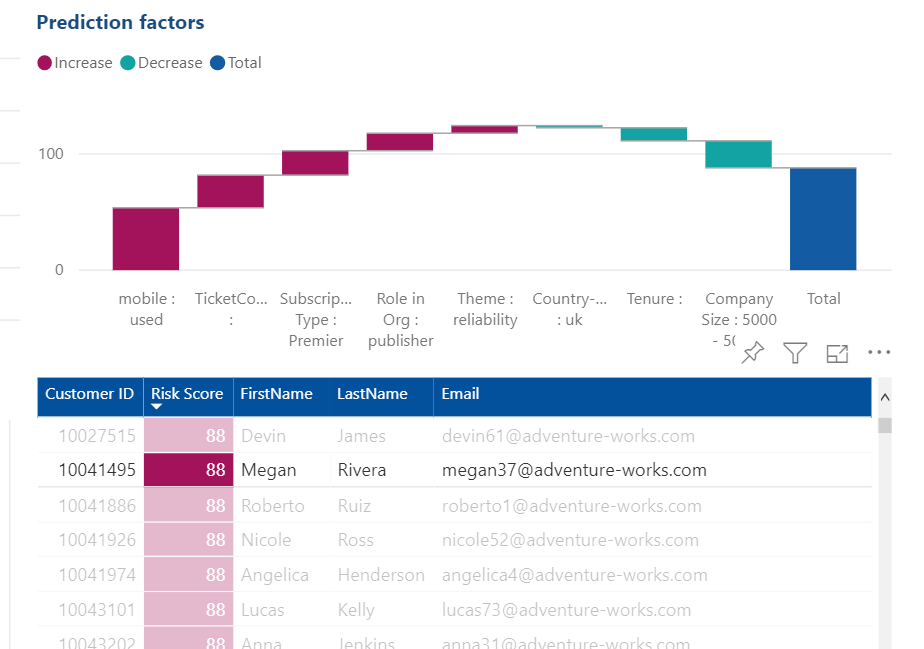 Prediction factors
Increase Decrease Total
100
0
mobile : used
TicketCo... :
Subscrip... Type : Premier
Role in Org : publisher
Theme : reliability
Country-... : uk
Tenure :
Company Size : 5000 - 50
Total
Customer ID Risk Score FirstName LastName Email
10027515 88 Devin James devin61@adventure-works.com
10041495 88 Megan Rivera megan37@adventure-works.com
10041886 88 Roberto Ruiz roberto1@adventure-works.com
10041926 88 Nicole Ross nicole52@adventure-works.com
10041974 88 Angelica Henderson angelica4@adventure-works.com
10043101 88 Lucas Kelly lucas73@adventure-works.com
10043202 88 Anna Jenkins anna31@adventure-works.com